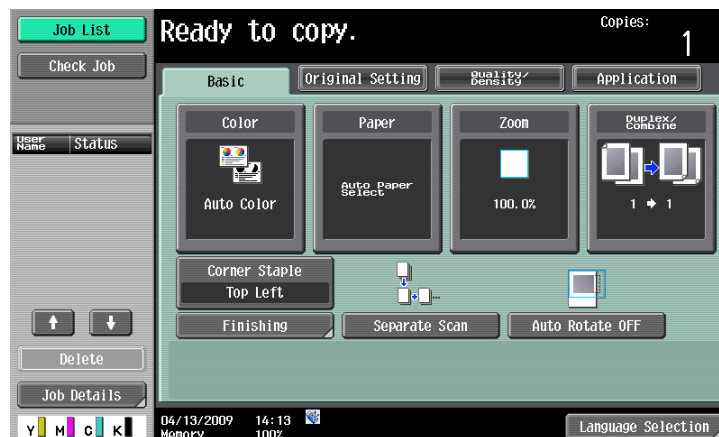 Job List
Ready to copy.
Copies:
1
Check Job
Basic
Original Setting
Quality/
Density
Application
User
Name
Status
Color
Paper
Zoom
Duplex/
Combine
Auto Color
Auto Paper
Select
100.0%
1 → 1
Corner Staple
Top Left
Finishing
Separate Scan
Auto Rotate OFF
Delete
Job Details
Y M C K
04/13/2009 14:13
Memory 100%
Language Selection